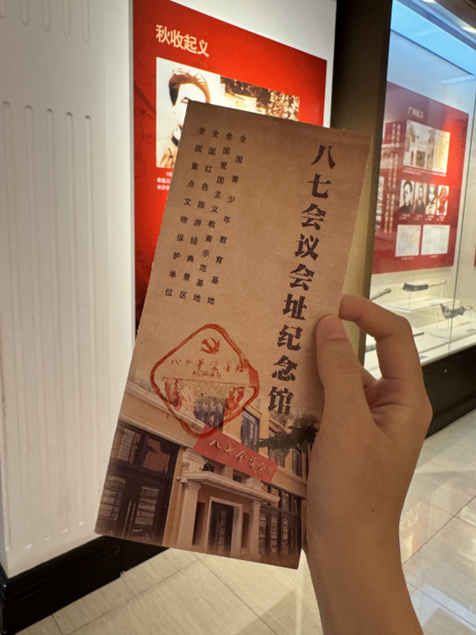 秋收起义
广州起义
八七会议会址纪念馆
全国青少年教育基地
全国爱国主义教育示范基地
全国红色旅游经典景区
全国重点文物保护单位